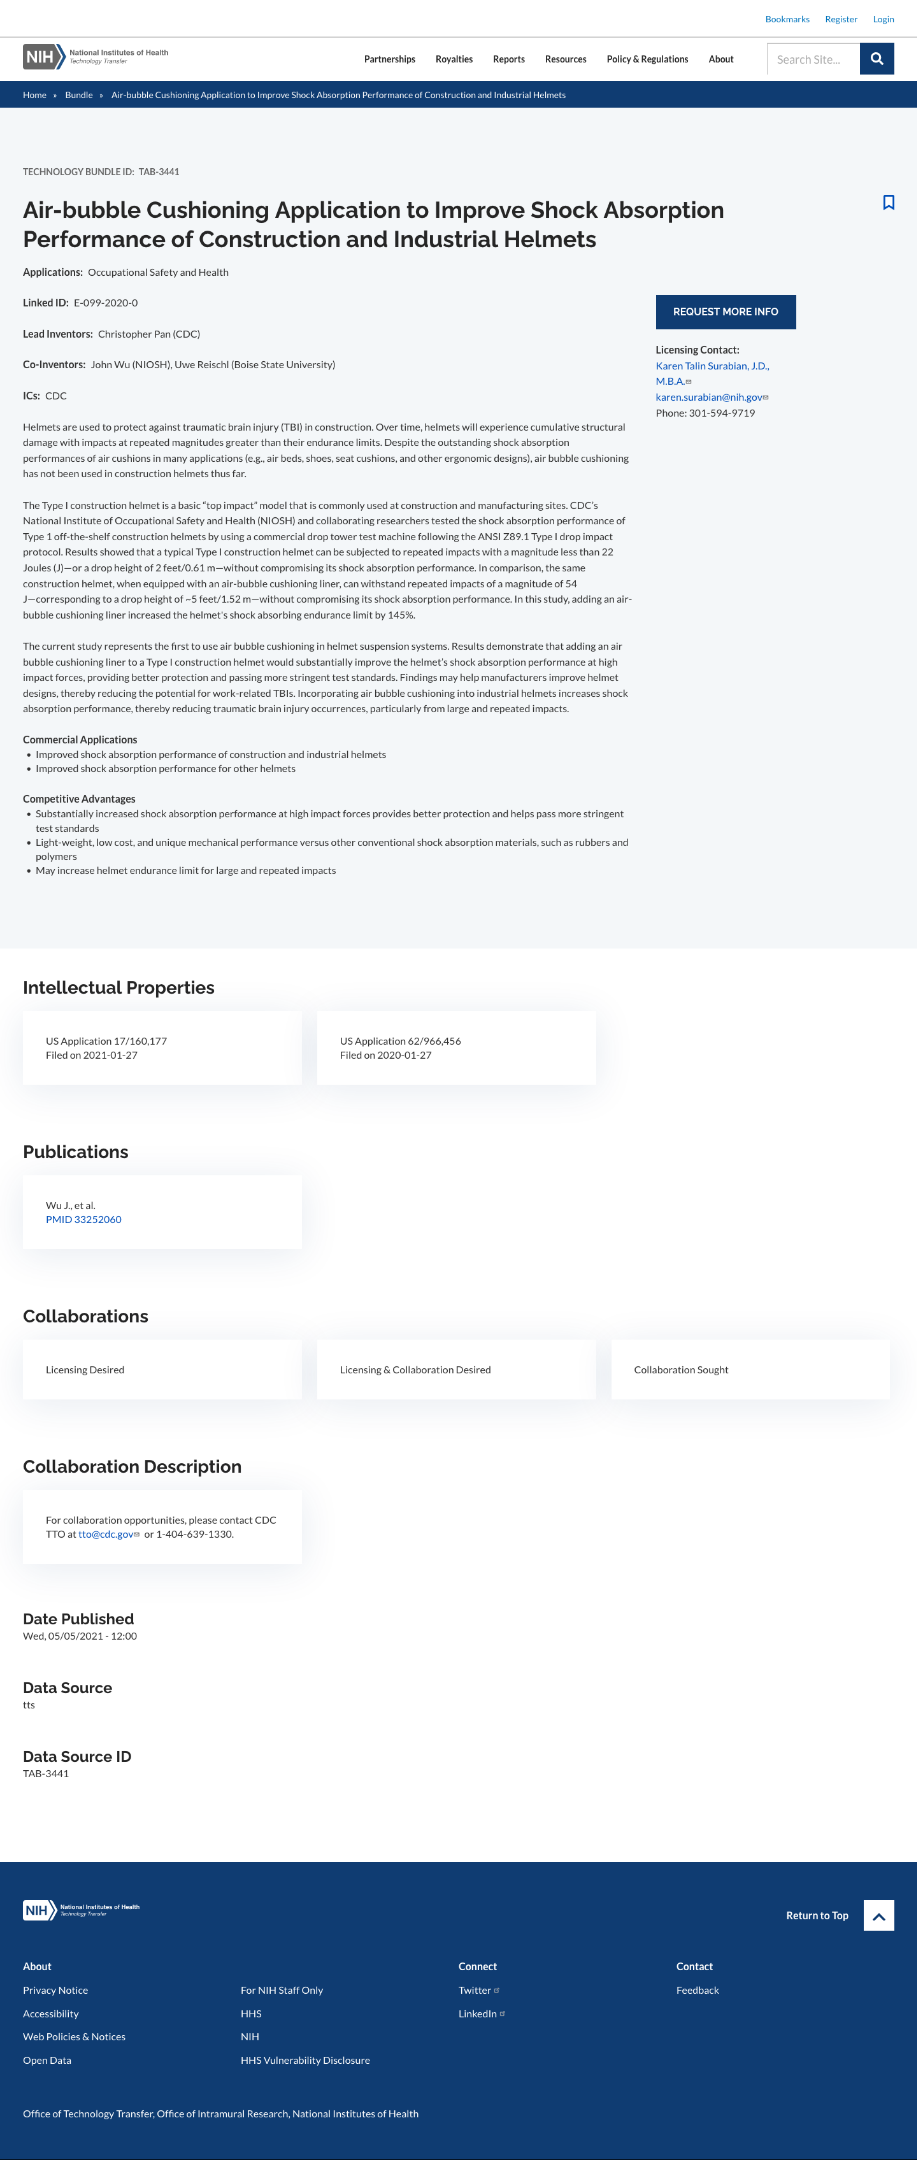 Bookmarks Register Login
NIH National Institutes of Health
Technology Transfer
Partnerships Royalties Reports Resources Policy & Regulations About Search Site...
Home » Bundle » Air-bubble Cushioning Application to Improve Shock Absorption Performance of Construction and Industrial Helmets
TECHNOLOGY BUNDLE ID: TAB-3441
Air-bubble Cushioning Application to Improve Shock Absorption
Performance of Construction and Industrial Helmets
Applications: Occupational Safety and Health
Linked ID: E-099-2020-0
Lead Inventors: Christopher Pan (CDC)
Co-Inventors: John Wu (NIOSH), Uwe Reischl (Boise State University)
ICs: CDC
Helmets are used to protect against traumatic brain injury (TBI) in construction. Over time, helmets will experience cumulative structural
damage with impacts at repeated magnitudes greater than their endurance limits. Despite the outstanding shock absorption
performances of air cushions in many applications (e.g., air beds, shoes, seat cushions, and other ergonomic designs), air bubble cushioning
has not been used in construction helmets thus far.
The Type I construction helmet is a basic “top impact” model that is commonly used at construction and manufacturing sites. CDC’s
National Institute of Occupational Safety and Health (NIOSH) and collaborating researchers tested the shock absorption performance of
Type 1 off-the-shelf construction helmets by using a commercial drop tower test machine following the ANSI Z89.1 Type I drop impact
protocol. Results showed that a typical Type I construction helmet can be subjected to repeated impacts with a magnitude less than 22
Joules (J)—or a drop height of 2 feet/0.61 m—without compromising its shock absorption performance. In comparison, the same
construction helmet, when equipped with an air-bubble cushioning liner, can withstand repeated impacts of a magnitude of 54
J—corresponding to a drop height of ~5 feet/1.52 m—without compromising its shock absorption performance. In this study, adding an air-
bubble cushioning liner increased the helmet’s shock absorbing endurance limit by 145%.
The current study represents the first to use air bubble cushioning in helmet suspension systems. Results demonstrate that adding an air
bubble cushioning liner to a Type I construction helmet would substantially improve the helmet’s shock absorption performance at high
impact forces, providing better protection and passing more stringent test standards. Findings may help manufacturers improve helmet
designs, thereby reducing the potential for work-related TBIs. Incorporating air bubble cushioning into industrial helmets increases shock
absorption performance, thereby reducing traumatic brain injury occurrences, particularly from large and repeated impacts.
Commercial Applications
• Improved shock absorption performance of construction and industrial helmets
• Improved shock absorption performance for other helmets
Competitive Advantages
• Substantially increased shock absorption performance at high impact forces provides better protection and helps pass more stringent
test standards
• Light-weight, low cost, and unique mechanical performance versus other conventional shock absorption materials, such as rubbers and
polymers
• May increase helmet endurance limit for large and repeated impacts
REQUEST MORE INFO
Licensing Contact:
Karen Talin Surabian, J.D.,
M.B.A.
karen.surabian@nih.gov
Phone: 301-594-9719
Intellectual Properties
US Application 17/160,177
Filed on 2021-01-27
US Application 62/966,456
Filed on 2020-01-27
Publications
Wu J., et al.
PMID 33252060
Collaborations
Licensing Desired
Licensing & Collaboration Desired
Collaboration Sought
Collaboration Description
For collaboration opportunities, please contact CDC
TTO at tto@cdc.gov or 1-404-639-1330.
Date Published
Wed, 05/05/2021 - 12:00
Data Source
tts
Data Source ID
TAB-3441
NIH National Institutes of Health
Technology Transfer
Return to Top
About
Privacy Notice
Accessibility
Web Policies & Notices
Open Data
For NIH Staff Only
HHS
NIH
HHS Vulnerability Disclosure
Connect
Twitter
LinkedIn
Contact
Feedback
Office of Technology Transfer, Office of Intramural Research, National Institutes of Health